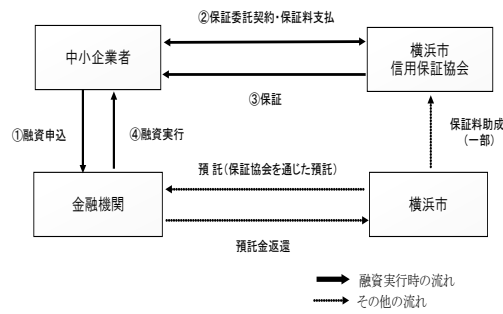 ②保証委託契約・保証料支払
中小企業者
横浜市
信用保証協会
③保証
①融資申込
④融資実行
保証料助成
(一部)
預 託(保証協会を通じた預託)
金融機関
横浜市
預託金返還
融資実行時の流れ
その他の流れ